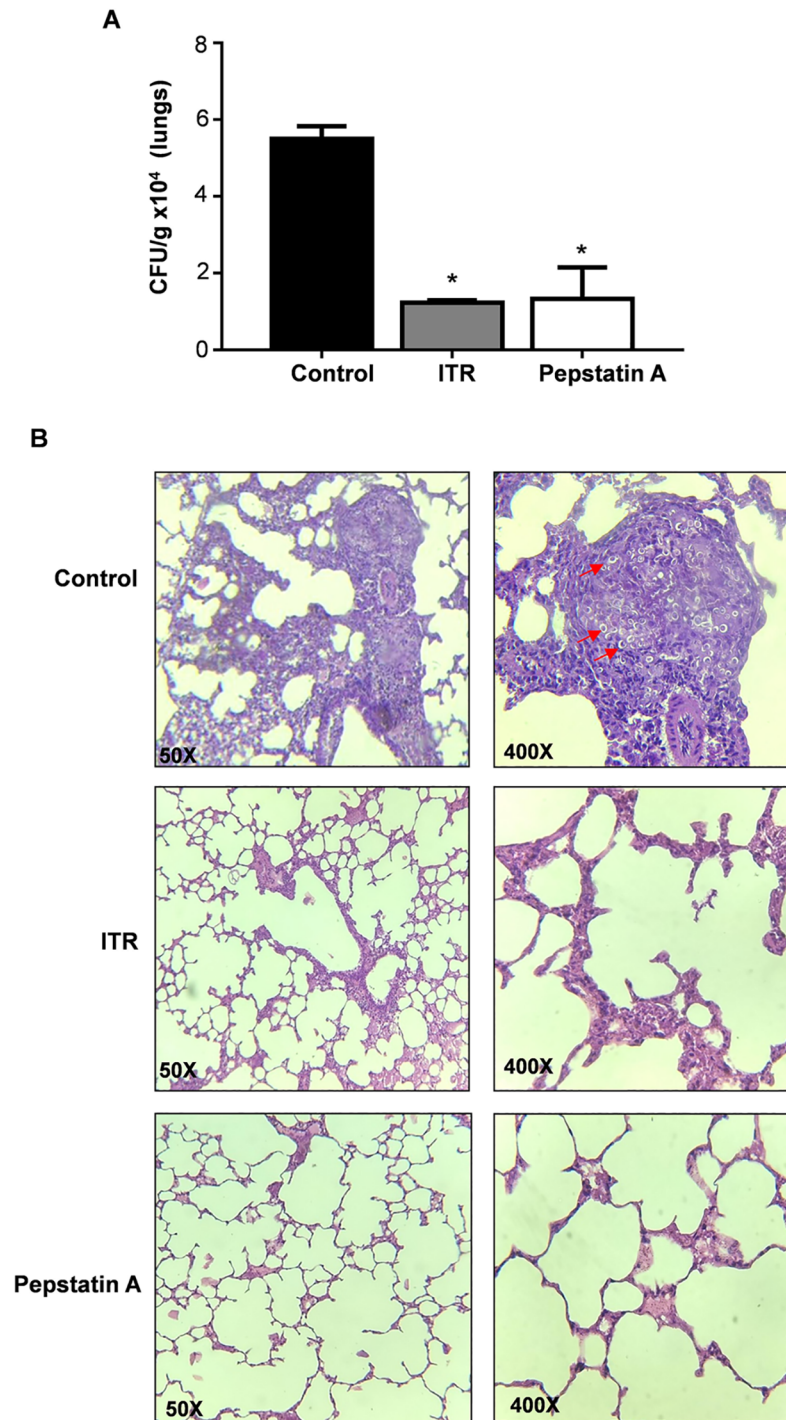 A
CFU/g x10⁴ (lungs)
8
6
4
2
0
*
*
Control
ITR
Pepstatin A
B
Control
50X
400X
ITR
50X
400X
Pepstatin A
50X
400X